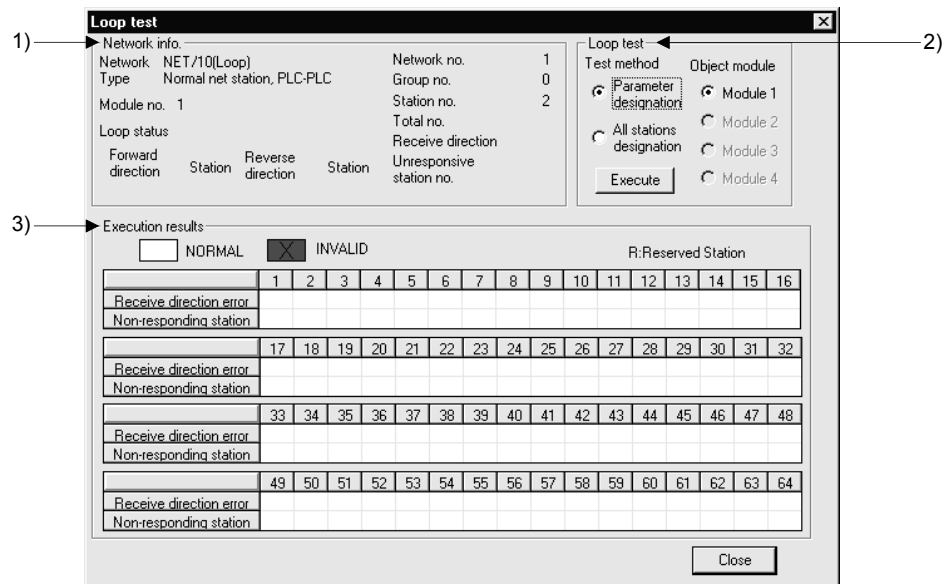 Loop test
1)
2)
Network info.
Network NET/10(Loop)
Type Normal net station, PLC-PLC
Module no. 1
Loop status
Forward direction Station Reverse direction Station
Network no. 1
Group no. 0
Station no. 2
Total no.
Receive direction
Unresponsive
station no.
Loop test
Test method
Parameter
designation
All stations
designation
Execute
Object module
Module 1
Module 2
Module 3
Module 4
3)
Execution results
NORMAL X INVALID R:Reserved Station
1 2 3 4 5 6 7 8 9 10 11 12 13 14 15 16
Receive direction error
Non-responding station
17 18 19 20 21 22 23 24 25 26 27 28 29 30 31 32
Receive direction error
Non-responding station
33 34 35 36 37 38 39 40 41 42 43 44 45 46 47 48
Receive direction error
Non-responding station
49 50 51 52 53 54 55 56 57 58 59 60 61 62 63 64
Receive direction error
Non-responding station
Close